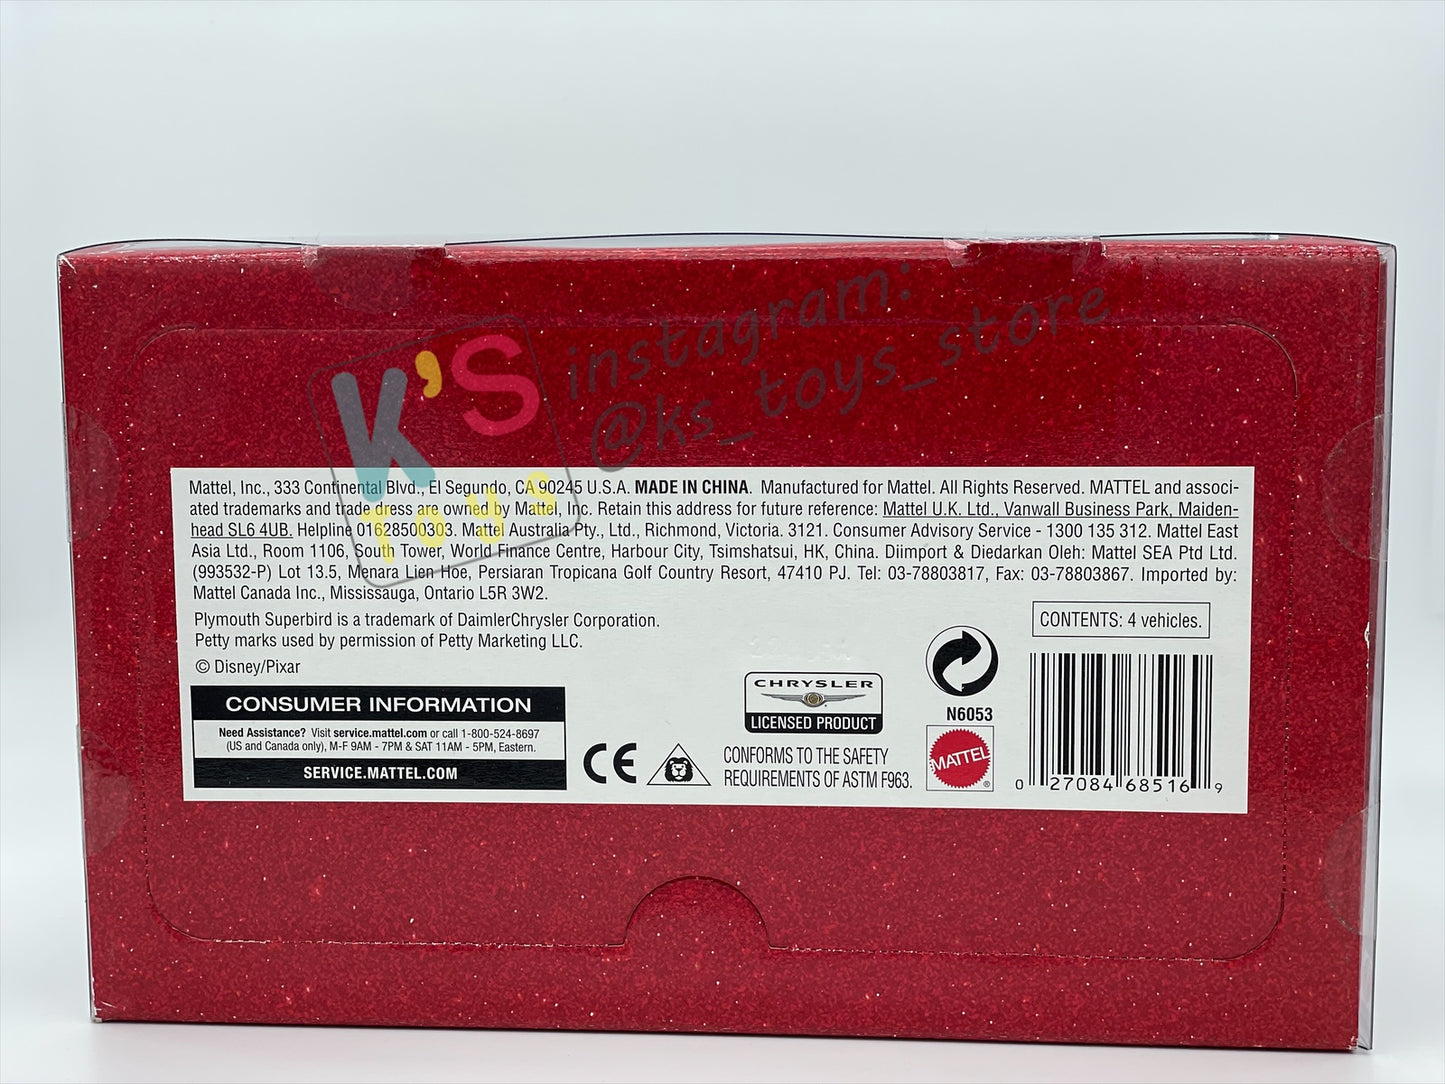 K'S
Toys
instagram:
@ks_toys_store
Mattel, Inc., 333 Continental Blvd., El Segundo, CA 90245 U.S.A. MADE IN CHINA. Manufactured for Mattel. All Rights Reserved. MATTEL and associ-
ated trademarks and trade dress are owned by Mattel, Inc. Retain this address for future reference: Mattel U.K. Ltd., Vanwall Business Park, Maiden-
head SL6 4UB. Helpline 01628500303. Mattel Australia Pty., Ltd., Richmond, Victoria. 3121. Consumer Advisory Service - 1300 135 312. Mattel East
Asia Ltd., Room 1106, South Tower, World Finance Centre, Harbour City, Tsimshatsui, HK, China. Diimport & Diedarkan Oleh: Mattel SEA Ptd Ltd.
(993532-P) Lot 13.5, Menara Lien Hoe, Persiaran Tropicana Golf Country Resort, 47410 PJ. Tel: 03-78803817, Fax: 03-78803867. Imported by:
Mattel Canada Inc., Mississauga, Ontario L5R 3W2.
Plymouth Superbird is a trademark of DaimlerChrysler Corporation.
Petty marks used by permission of Petty Marketing LLC.
© Disney/Pixar
CONTENTS: 4 vehicles.
CONSUMER INFORMATION
Need Assistance? Visit service.mattel.com or call 1-800-524-8697
(US and Canada only), M-F 9AM - 7PM & SAT 11AM - 5PM, Eastern.
SERVICE.MATTEL.COM
CE
CHRYSLER
LICENSED PRODUCT
CONFORMS TO THE SAFETY
REQUIREMENTS OF ASTM F963.
N6053
MATTEL
®
0 27084 68516 9